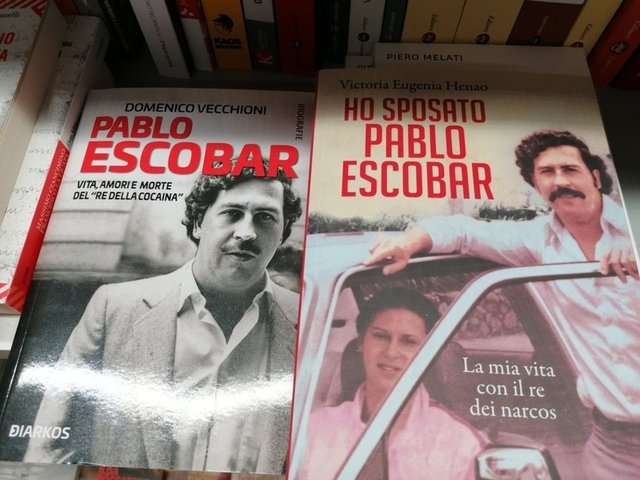 DOMENICO VECCHIONI
PABLO
ESCOBAR
VITA, AMORI E MORTE
DEL "RE DELLA COCAINA"
BIOGRAFIE
DIARKOS
PIERO MELATI
Victoria Eugenia Henao
HO SPOSATO
PABLO
ESCOBAR
La mia vita
con il re
dei narcos
KAOS